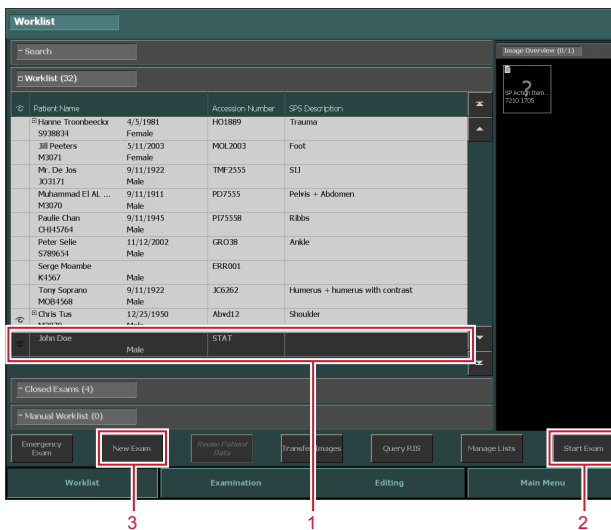 Worklist
Search
Image Overview (0/1)
Worklist (32)
?
SP Action Item...
7210 1705
Patient Name Accession Number SPS Description
Hanne Troonbeeckx 4/5/1981 HO1889 Trauma
S938834 Female
Jill Peeters 5/11/2003 MOL2003 Foot
M3071 Female
Mr. De Jos 9/11/1922 TMF2555 SIJ
JO3171 Male
Muhammad El AL ... 9/11/1911 PD7555 Pelvis + Abdomen
M3070 Male
Paulie Chan 9/11/1945 PI75558 Ribbs
CHI45764 Male
Peter Selie 11/12/2002 GRO38 Ankle
S789654 Male
Serge Moambe ERR001
K4567 Male
Tony Soprano 9/11/1922 JC6262 Humerus + humerus with contrast
MOB4568 Male
Chris Tus 12/25/1950 Abvd12 Shoulder
John Doe STAT
Male
Closed Exams (4)
Manual Worklist (0)
Emergency Exam New Exam Reuse Patient Data Transfer Images Query RIS Manage Lists Start Exam
Worklist Examination Editing Main Menu
3 1 2